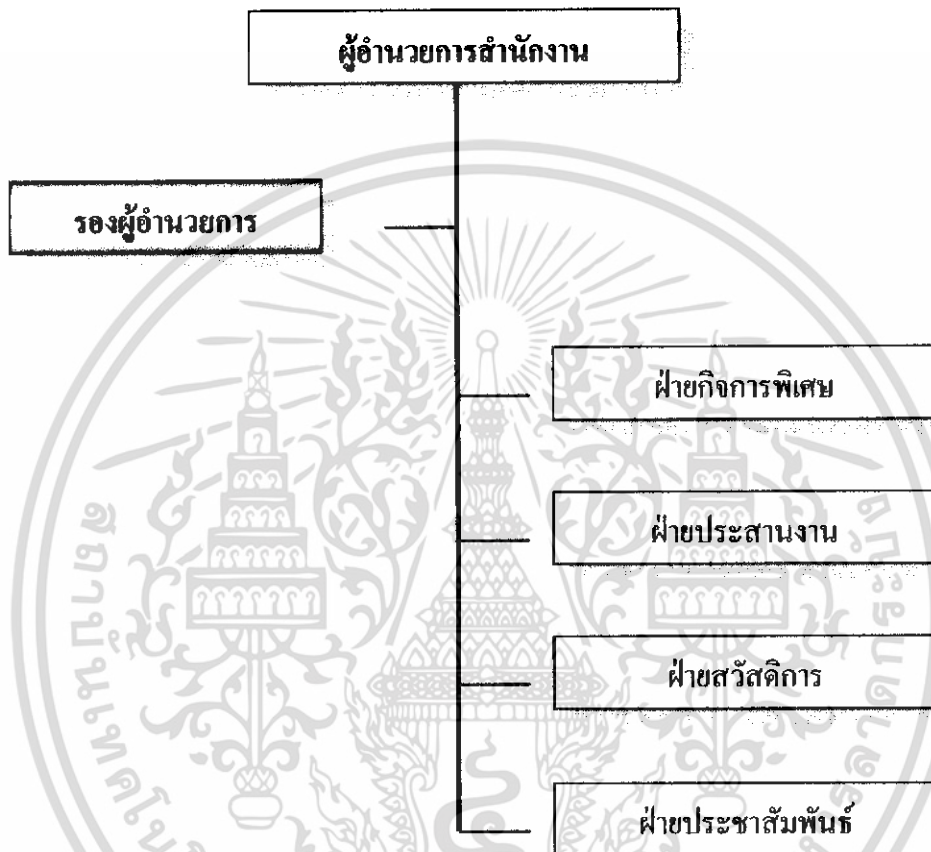 ผู้อำนวยการสำนักงาน
รองผู้อำนวยการ
ฝ่ายกิจการพิเศษ
ฝ่ายประสานงาน
ฝ่ายสวัสดิการ
ฝ่ายประชาสัมพันธ์